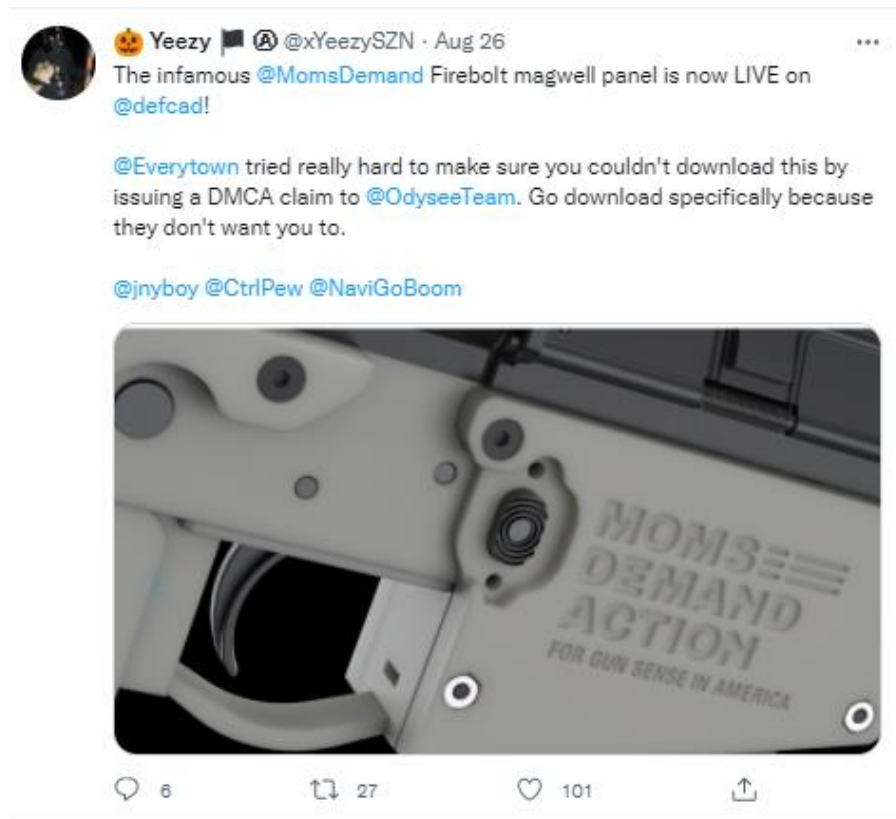 🎃 Yeezy 🏴 Ⓐ @xYeezySZN · Aug 26
The infamous @MomsDemand Firebolt magwell panel is now LIVE on
@defcad!
@Everytown tried really hard to make sure you couldn't download this by
issuing a DMCA claim to @OdyseeTeam. Go download specifically because
they don't want you to.
@jnyboy @CtrlPew @NaviGoBoom
MOMS
DEMAND
ACTION
FOR GUN SENSE IN AMERICA
6 27 101